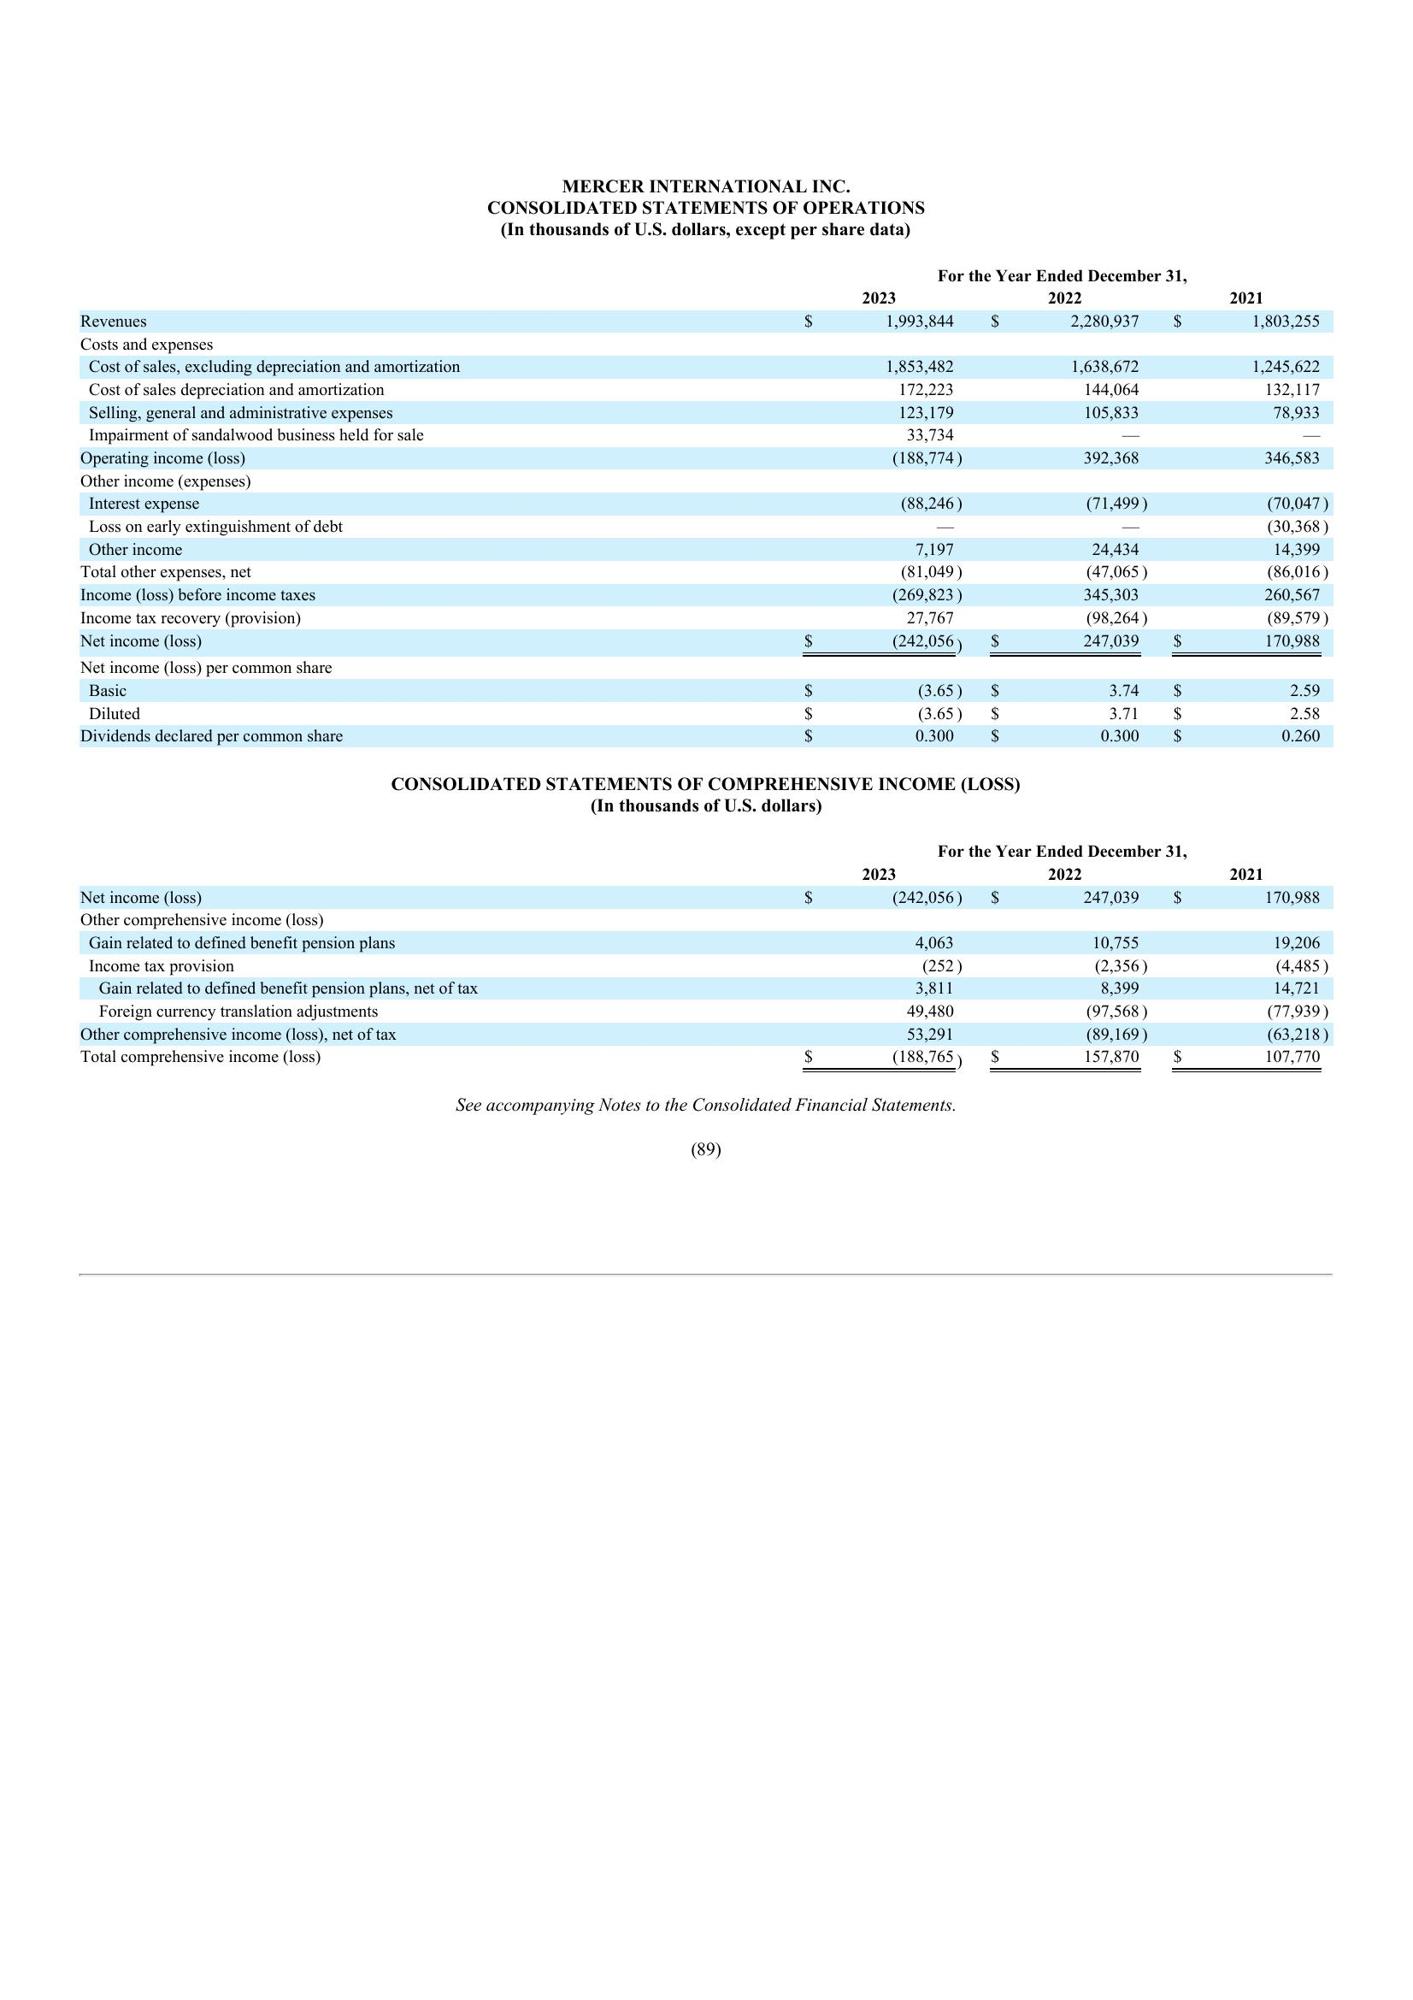 MERCER INTERNATIONAL INC.
CONSOLIDATED STATEMENTS OF OPERATIONS
(In thousands of U.S. dollars, except per share data)
For the Year Ended December 31,
2023 2022 2021
Revenues $ 1,993,844 $ 2,280,937 $ 1,803,255
Costs and expenses
Cost of sales, excluding depreciation and amortization 1,853,482 1,638,672 1,245,622
Cost of sales depreciation and amortization 172,223 144,064 132,117
Selling, general and administrative expenses 123,179 105,833 78,933
Impairment of sandalwood business held for sale 33,734 — —
Operating income (loss) (188,774 ) 392,368 346,583
Other income (expenses)
Interest expense (88,246 ) (71,499 ) (70,047 )
Loss on early extinguishment of debt — — (30,368 )
Other income 7,197 24,434 14,399
Total other expenses, net (81,049 ) (47,065 ) (86,016 )
Income (loss) before income taxes (269,823 ) 345,303 260,567
Income tax recovery (provision) 27,767 (98,264 ) (89,579 )
Net income (loss) $ (242,056 ) $ 247,039 $ 170,988
Net income (loss) per common share
Basic $ (3.65 ) $ 3.74 $ 2.59
Diluted $ (3.65 ) $ 3.71 $ 2.58
Dividends declared per common share $ 0.300 $ 0.300 $ 0.260
CONSOLIDATED STATEMENTS OF COMPREHENSIVE INCOME (LOSS)
(In thousands of U.S. dollars)
For the Year Ended December 31,
2023 2022 2021
Net income (loss) $ (242,056 ) $ 247,039 $ 170,988
Other comprehensive income (loss)
Gain related to defined benefit pension plans 4,063 10,755 19,206
Income tax provision (252 ) (2,356 ) (4,485 )
Gain related to defined benefit pension plans, net of tax 3,811 8,399 14,721
Foreign currency translation adjustments 49,480 (97,568 ) (77,939 )
Other comprehensive income (loss), net of tax 53,291 (89,169 ) (63,218 )
Total comprehensive income (loss) $ (188,765 ) $ 157,870 $ 107,770
See accompanying Notes to the Consolidated Financial Statements.
(89)